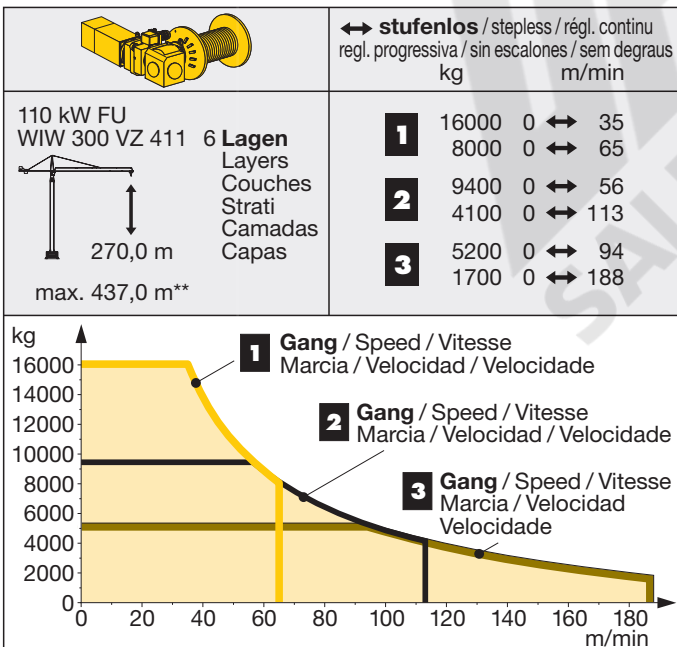 ↔ stufenlos / stepless / régl. continu
regl. progressiva / sin escalones / sem degraus
kg m/min
110 kW FU
WIW 300 VZ 411 6 Lagen
Layers
Couches
Strati
Camadas
270,0 m Capas
max. 437,0 m**
1 16000 0 ↔ 35
8000 0 ↔ 65
2 9400 0 ↔ 56
4100 0 ↔ 113
3 5200 0 ↔ 94
1700 0 ↔ 188
kg
16000
14000
12000
10000
8000
6000
4000
2000
0
1 Gang / Speed / Vitesse
Marcia / Velocidad / Velocidade
2 Gang / Speed / Vitesse
Marcia / Velocidad / Velocidade
3 Gang / Speed / Vitesse
Marcia / Velocidad
Velocidade
0 20 40 60 80 100 120 140 160 180
m/min